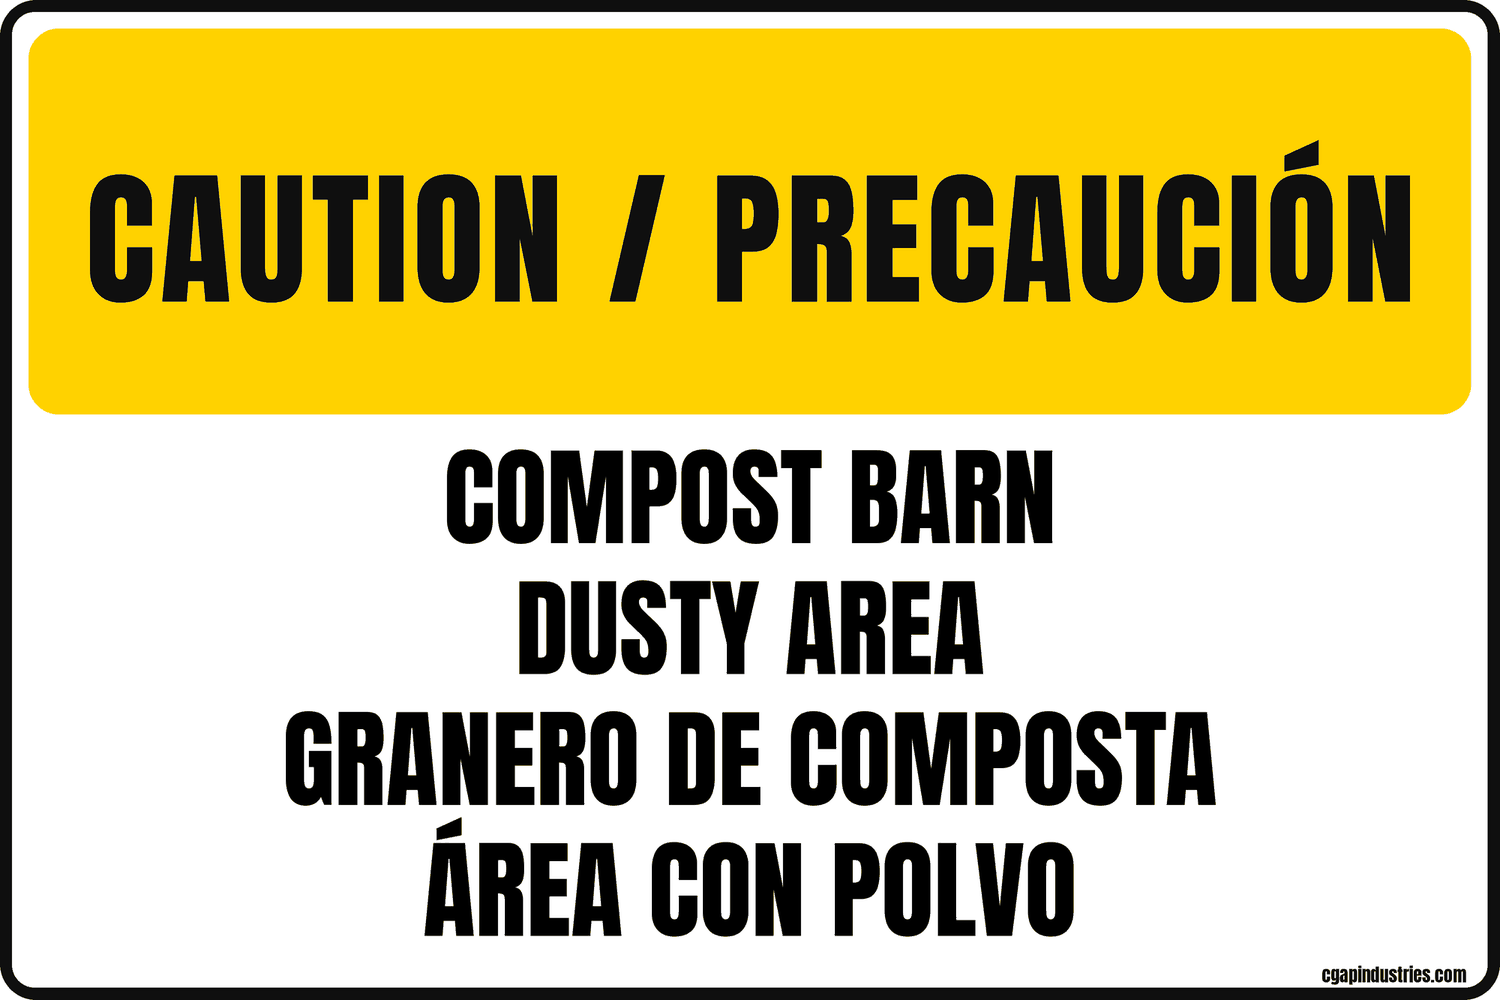 CAUTION / PRECAUCIÓN
COMPOST BARN
DUSTY AREA
GRANERO DE COMPOSTA
ÁREA CON POLVO
cgapindustries.com